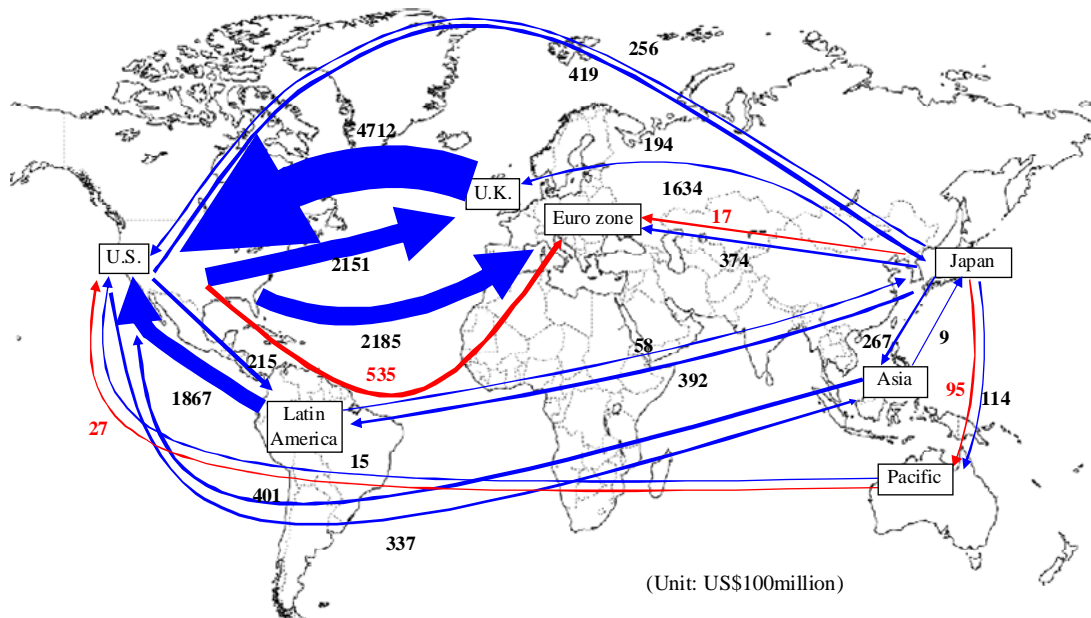 256
419
4712
194
U.K.
1634
Euro zone
17
U.S.
2151
374
Japan
2185
58
267
9
215
535
392
Asia
1867
Latin
America
95
114
27
15
Pacific
401
337
(Unit: US$100million)